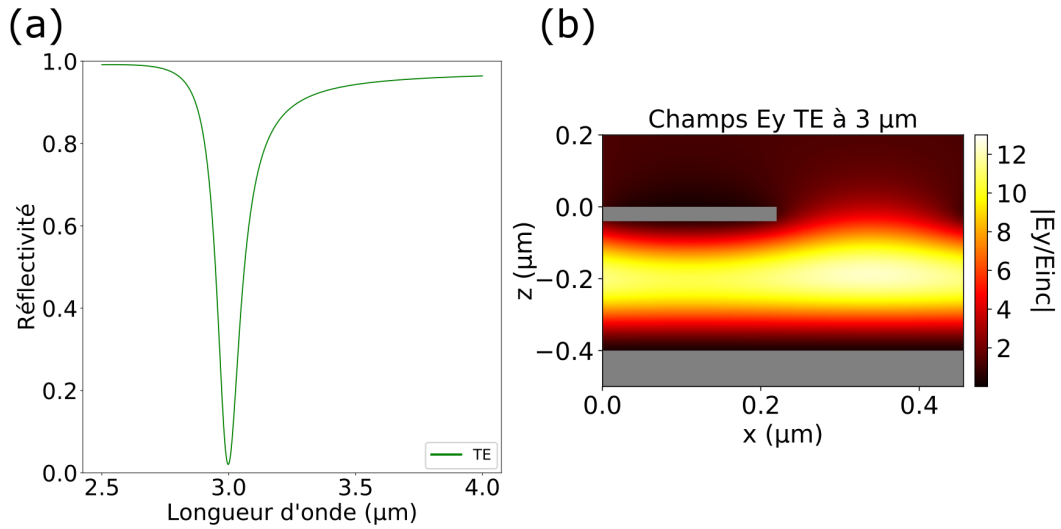 (a)
1.0
0.8
0.6
0.4
0.2
0.0
Réflectivité
2.5
3.0
3.5
4.0
Longueur d'onde (µm)
TE
(b)
Champs Ey TE à 3 µm
0.2
0.0
−0.2
−0.4
z (µm)
0.0
0.2
0.4
x (µm)
12
10
8
6
4
2
|Ey/Einc|